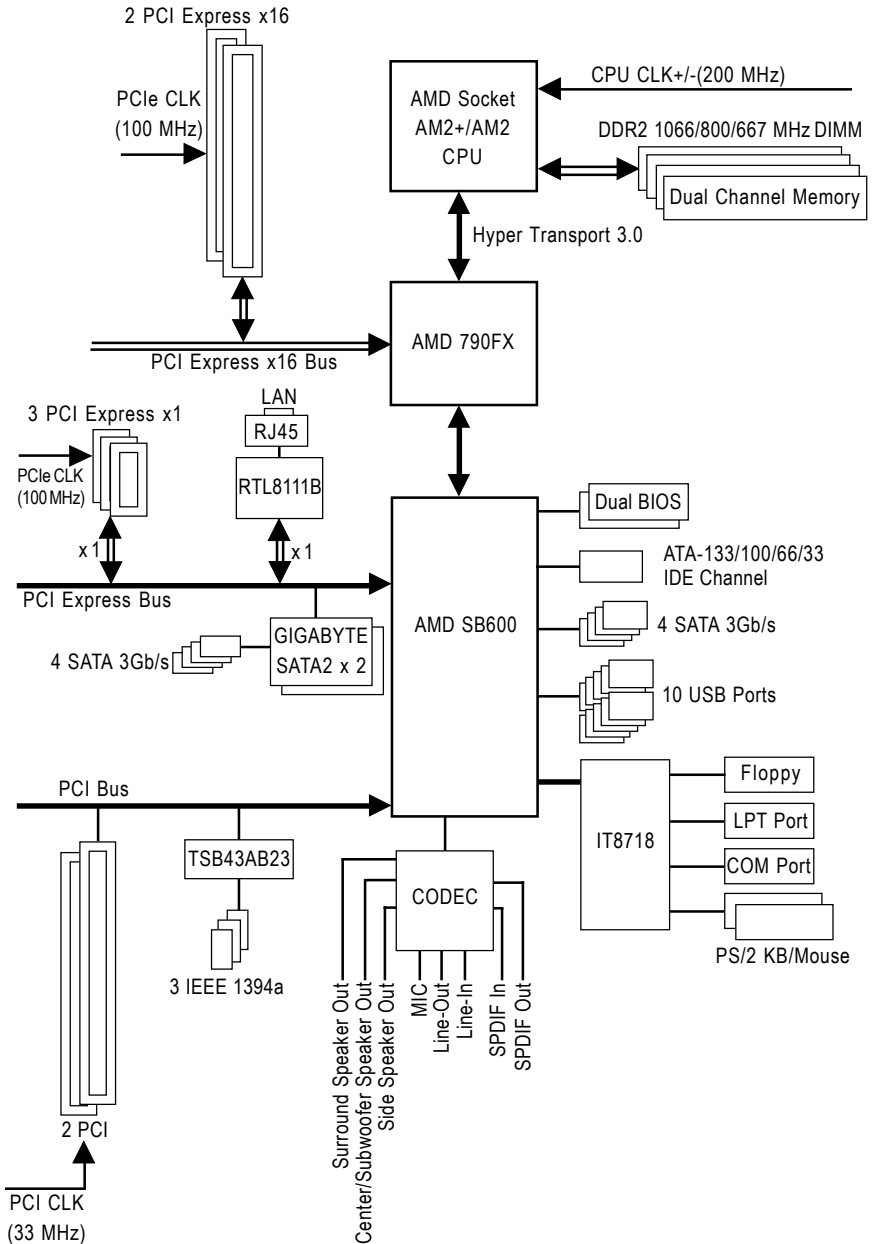 2 PCI Express x16
PCIe CLK
(100 MHz)
AMD Socket
AM2+/AM2
CPU
CPU CLK+/-(200 MHz)
DDR2 1066/800/667 MHz DIMM
Dual Channel Memory
Hyper Transport 3.0
AMD 790FX
PCI Express x16 Bus
3 PCI Express x1
PCIe CLK
(100 MHz)
x 1
LAN
RJ45
RTL8111B
x 1
PCI Express Bus
4 SATA 3Gb/s
GIGABYTE
SATA2 x 2
AMD SB600
Dual BIOS
ATA-133/100/66/33
IDE Channel
4 SATA 3Gb/s
10 USB Ports
PCI Bus
TSB43AB23
3 IEEE 1394a
CODEC
IT8718
Floppy
LPT Port
COM Port
PS/2 KB/Mouse
Surround Speaker Out
Center/Subwoofer Speaker Out
Side Speaker Out
MIC
Line-Out
Line-In
SPDIF In
SPDIF Out
2 PCI
PCI CLK
(33 MHz)